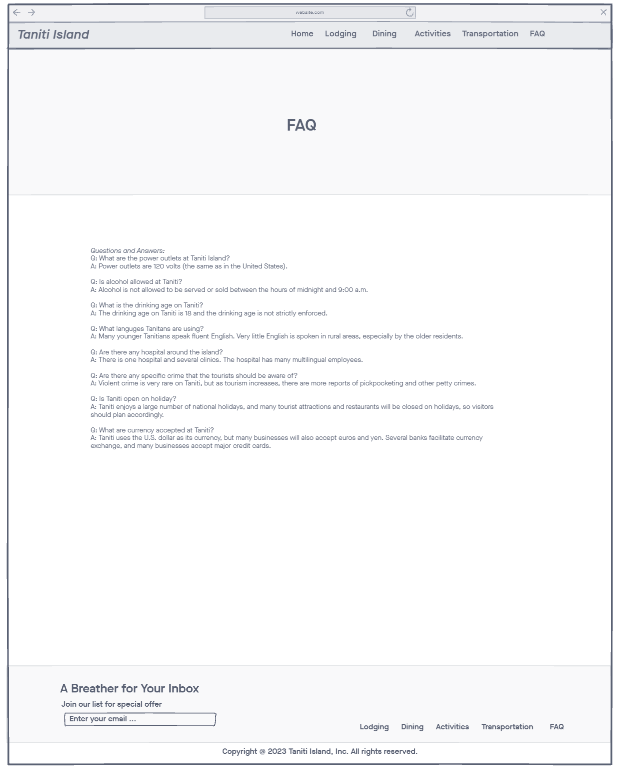 website.com
Taniti Island
Home Lodging Dining Activities Transportation FAQ
FAQ
Questions and Answers:
Q: What are the power outlets at Taniti Island?
A: Power outlets are 120 volts (the same as in the United States).
Q: Is alcohol allowed at Taniti?
A: Alcohol is not allowed to be served or sold between the hours of midnight and 9:00 a.m.
Q: What is the drinking age on Taniti?
A: The drinking age on Taniti is 18 and the drinking age is not strictly enforced.
Q: What languges Tanitans are using?
A: Many younger Tanitians speak fluent English. Very little English is spoken in rural areas, especially by the older residents.
Q: Are there any hospital around the island?
A: There is one hospital and several clinics. The hospital has many multilingual employees.
Q: Are there any specific crime that the tourists should be aware of?
A: Violent crime is very rare on Taniti, but as tourism increases, there are more reports of pickpocketing and other petty crimes.
Q: Is Taniti open on holiday?
A: Taniti enjoys a large number of national holidays, and many tourist attractions and restaurants will be closed on holidays, so visitors
should plan accordingly.
Q: What are currency accepted at Taniti?
A: Taniti uses the U.S. dollar as its currency, but many businesses will also accept euros and yen. Several banks facilitate currency
exchange, and many businesses accept major credit cards.
A Breather for Your Inbox
Join our list for special offer
Enter your email ...
Lodging Dining Activities Transportation FAQ
Copyright @ 2023 Taniti Island, Inc. All rights reserved.